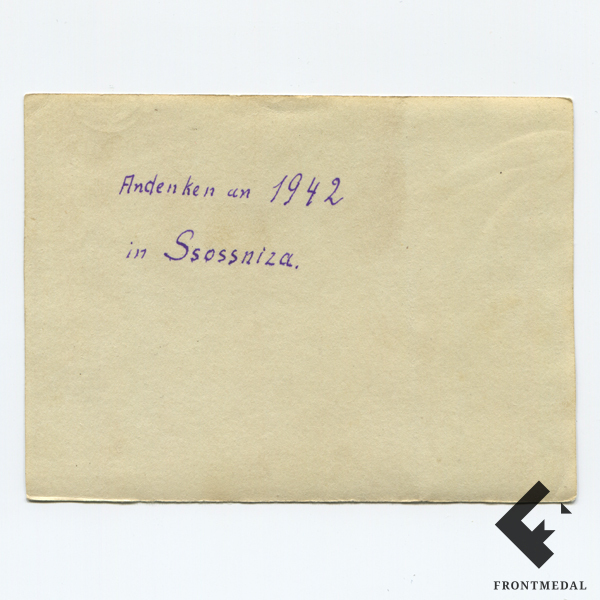 Andenken an 1942
in Ssossniza.
FRONTMEDAL